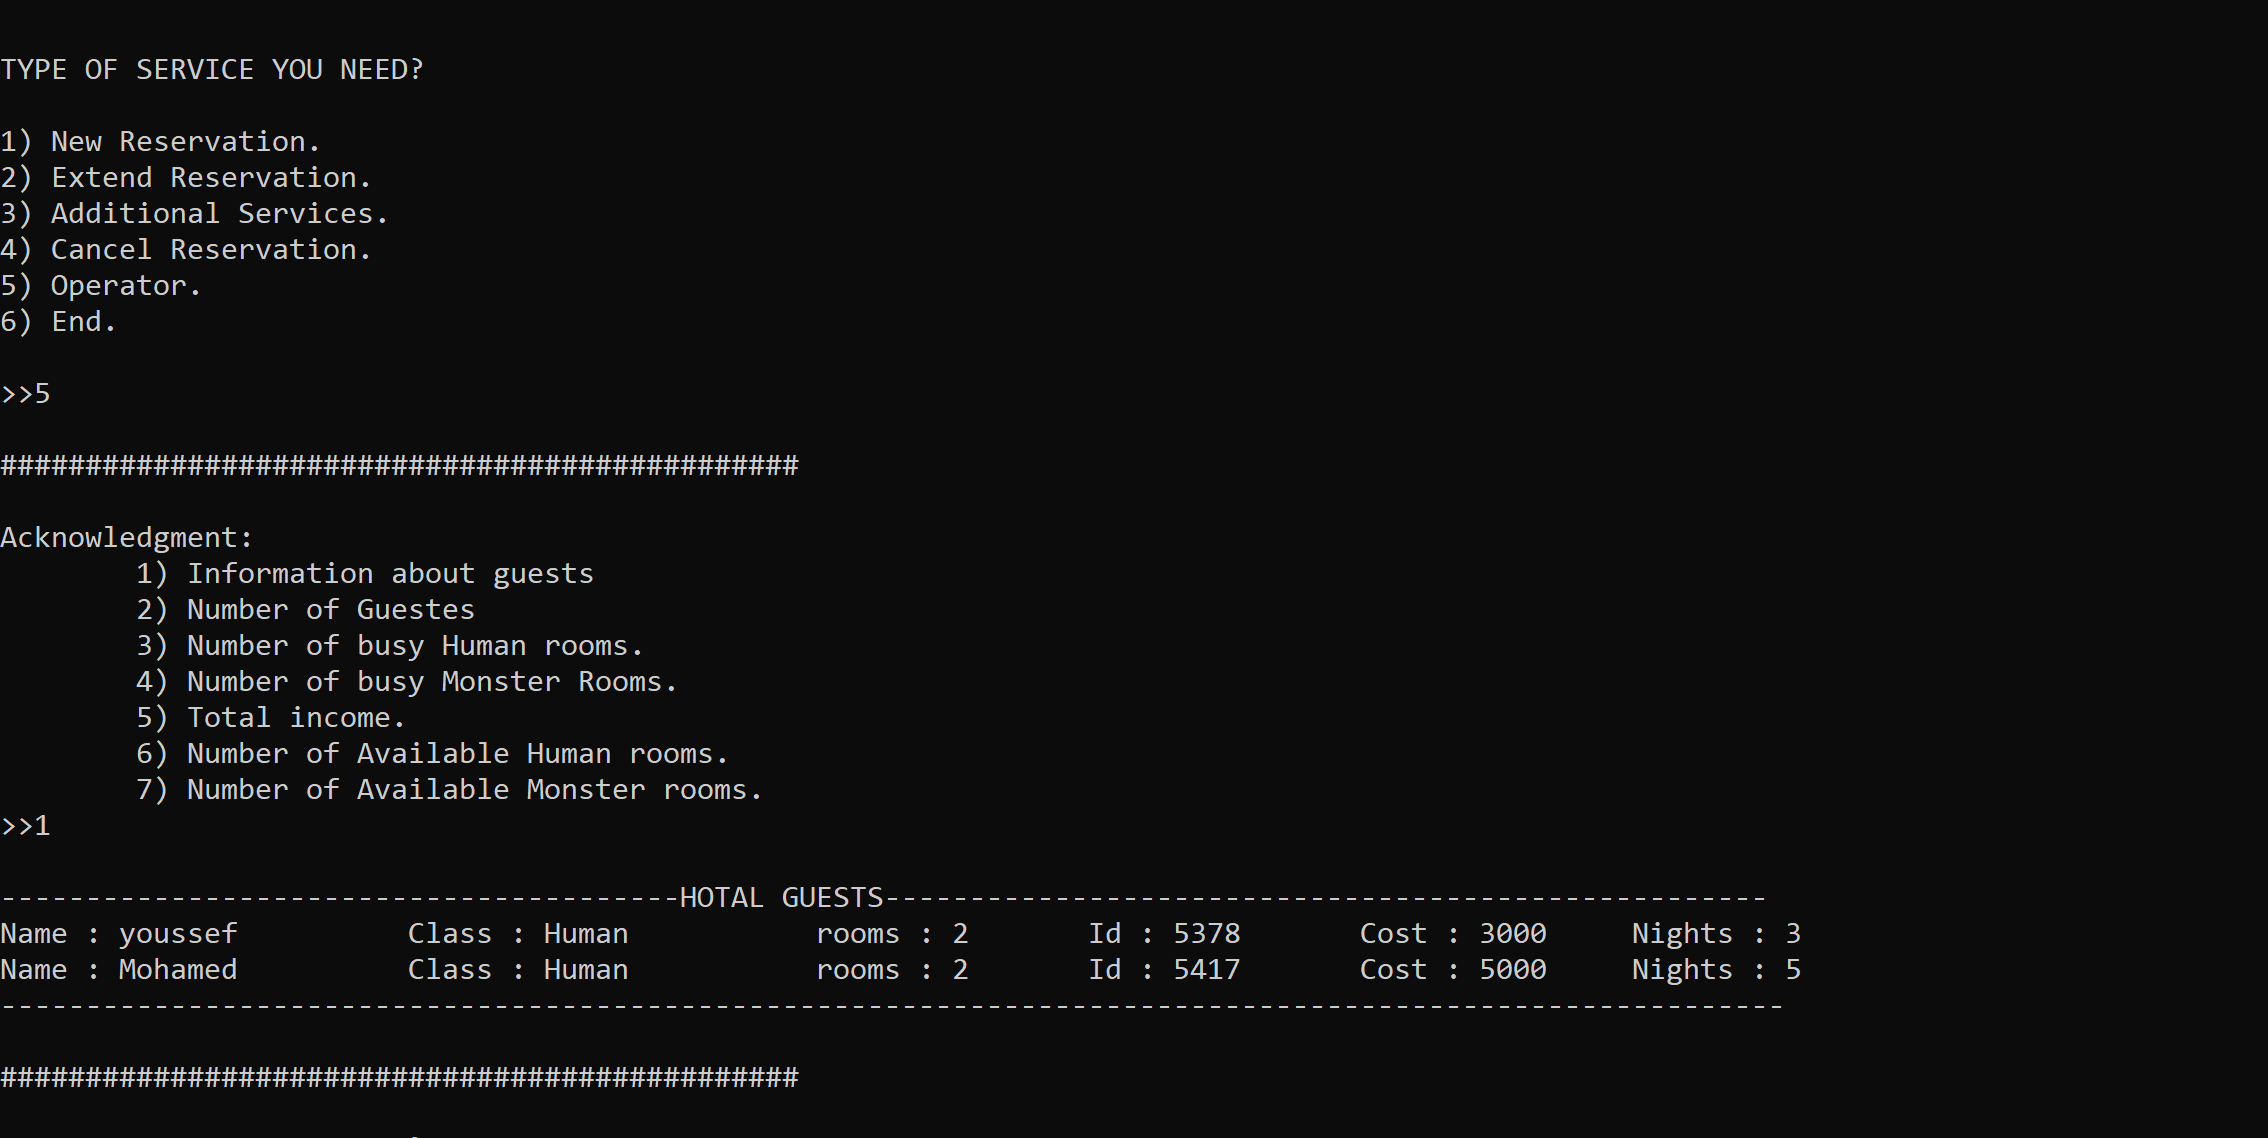 TYPE OF SERVICE YOU NEED?
1) New Reservation.
2) Extend Reservation.
3) Additional Services.
4) Cancel Reservation.
5) Operator.
6) End.
>>5
###############################################
Acknowledgment:
1) Information about guests
2) Number of Guestes
3) Number of busy Human rooms.
4) Number of busy Monster Rooms.
5) Total income.
6) Number of Available Human rooms.
7) Number of Available Monster rooms.
>>1
----------------------------------------HOTAL GUESTS----------------------------------------------------
Name : youssef Class : Human rooms : 2 Id : 5378 Cost : 3000 Nights : 3
Name : Mohamed Class : Human rooms : 2 Id : 5417 Cost : 5000 Nights : 5
---------------------------------------------------------------------------------------------------------
###############################################